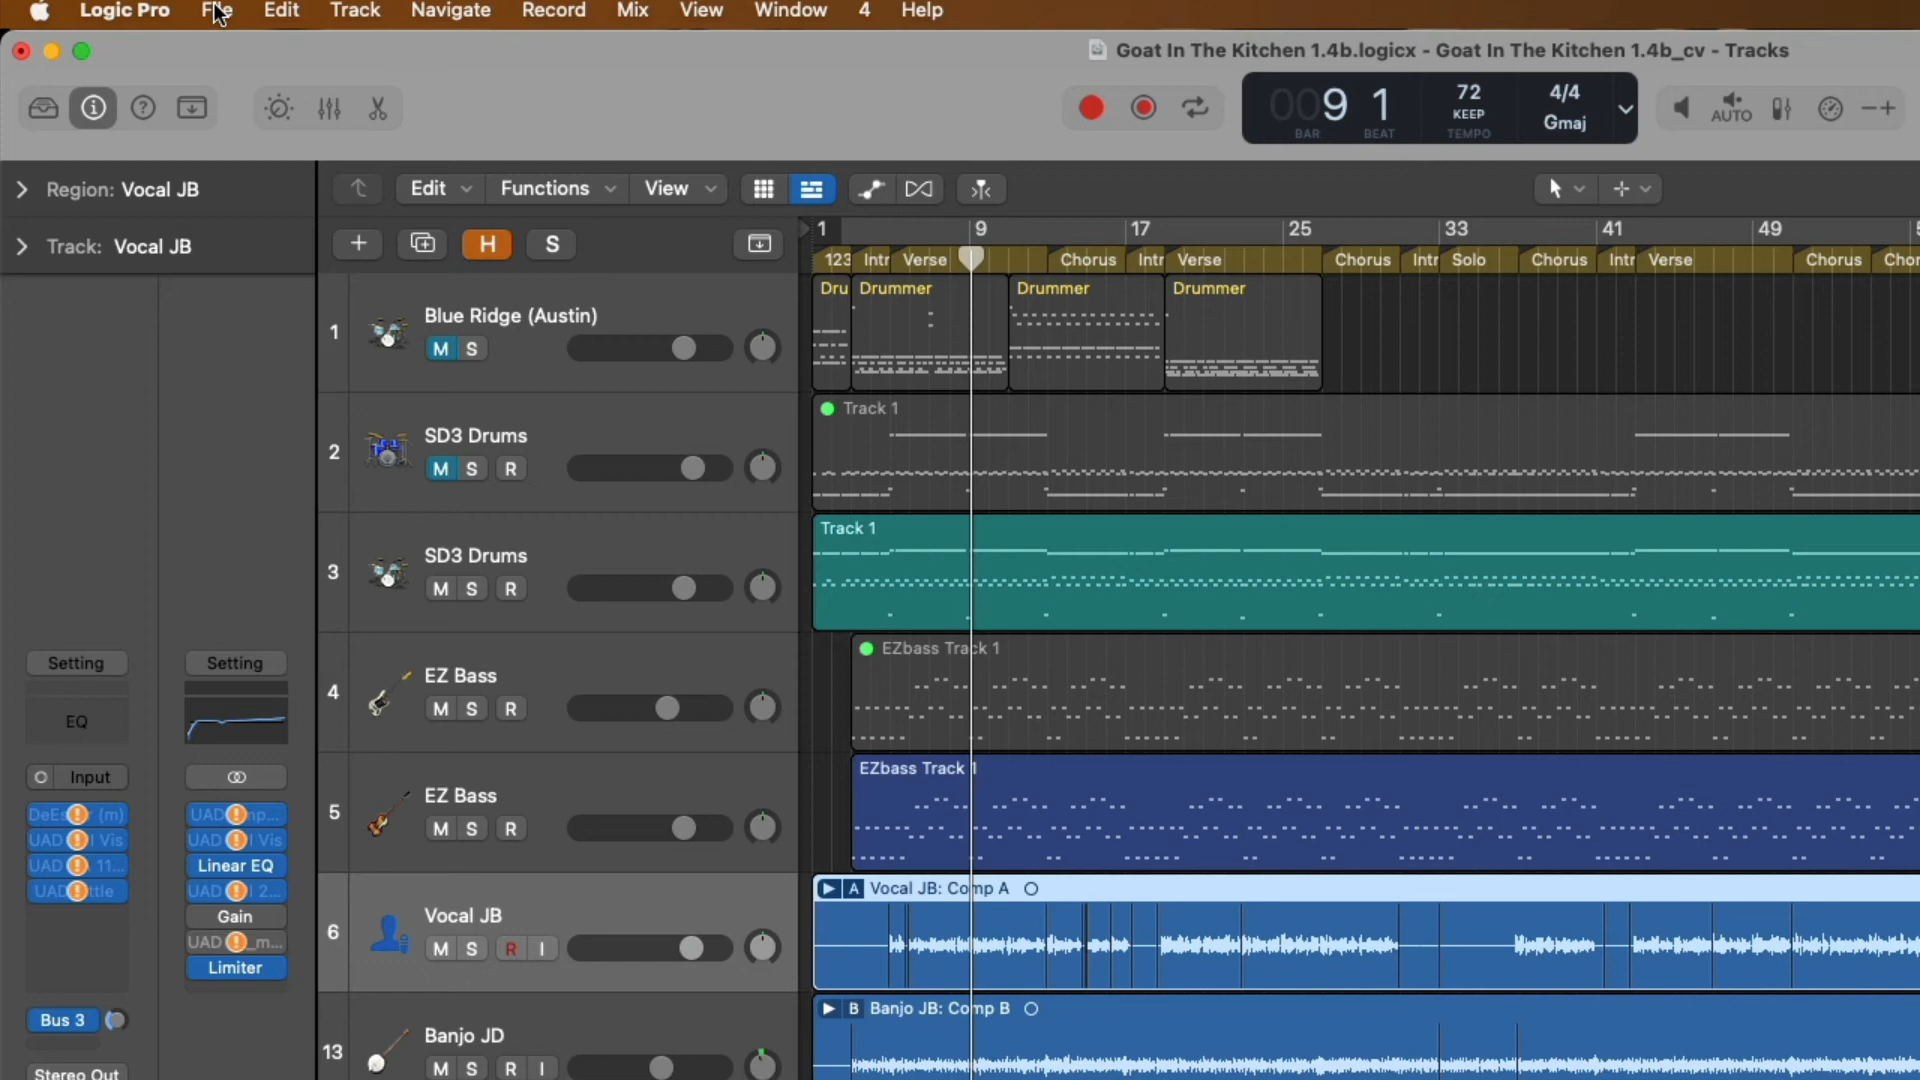 Logic Pro File Edit Track Navigate Record Mix View Window 4 Help
Goat In The Kitchen 1.4b.logicx - Goat In The Kitchen 1.4b_cv - Tracks
009 1 72 4/4
KEEP Gmaj
BAR BEAT TEMPO
AUTO
Region: Vocal JB
Edit Functions View
Track: Vocal JB
H S
1 9 17 25 33 41 49
123 Intr Verse Chorus Intr Verse Chorus Intr Solo Chorus Intr Verse Chorus Chor
1 Blue Ridge (Austin)
M S
Dru Drummer Drummer Drummer
2 SD3 Drums
M S R
Track 1
3 SD3 Drums
M S R
Track 1
4 EZ Bass
M S R
EZbass Track 1
5 EZ Bass
M S R
EZbass Track 1
6 Vocal JB
M S R I
A Vocal JB: Comp A
13 Banjo JD
M S R I
B Banjo JB: Comp B
Setting Setting
EQ
Input
UAD
UAD Vis UAD Vis
UAD 11... Linear EQ
UAD UAD 2...
Gain
UAD _m...
Limiter
Bus 3
Stereo Out